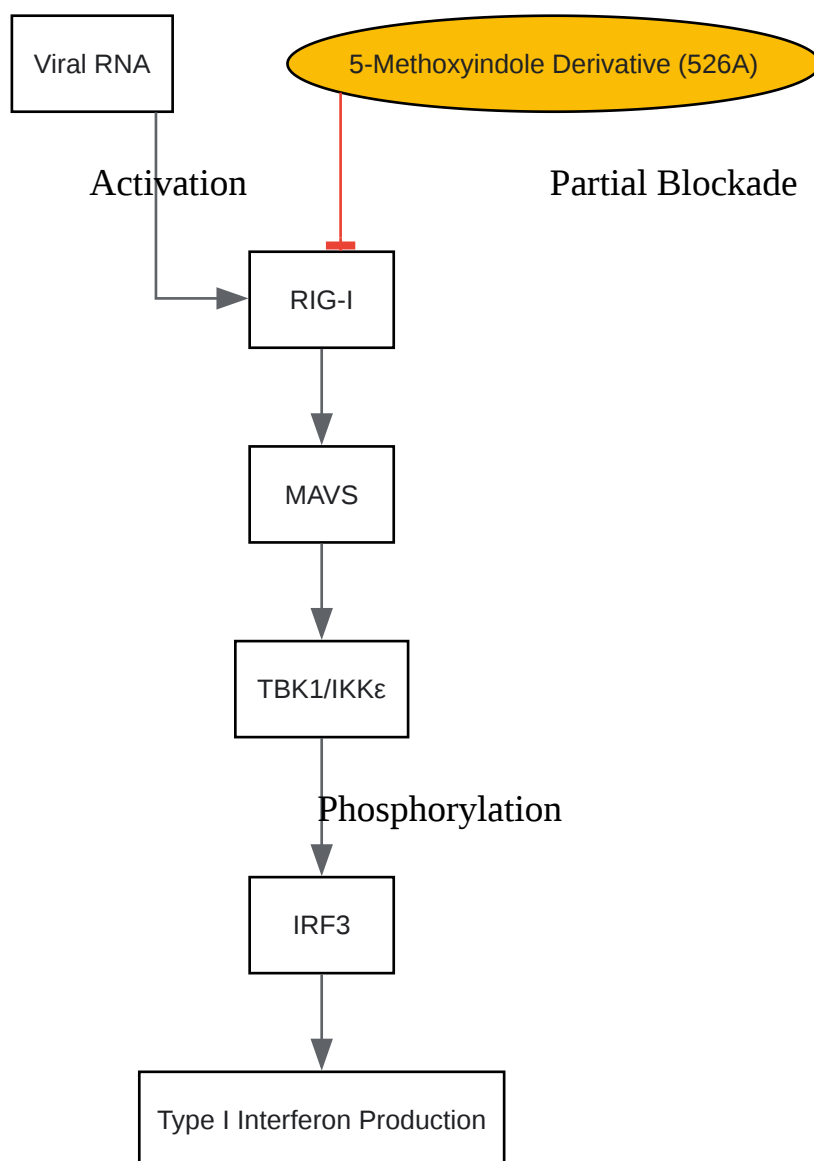 Viral RNA
5-Methoxyindole Derivative (526A)
Activation
Partial Blockade
RIG-I
MAVS
TBK1/IKKε
Phosphorylation
IRF3
Type I Interferon Production